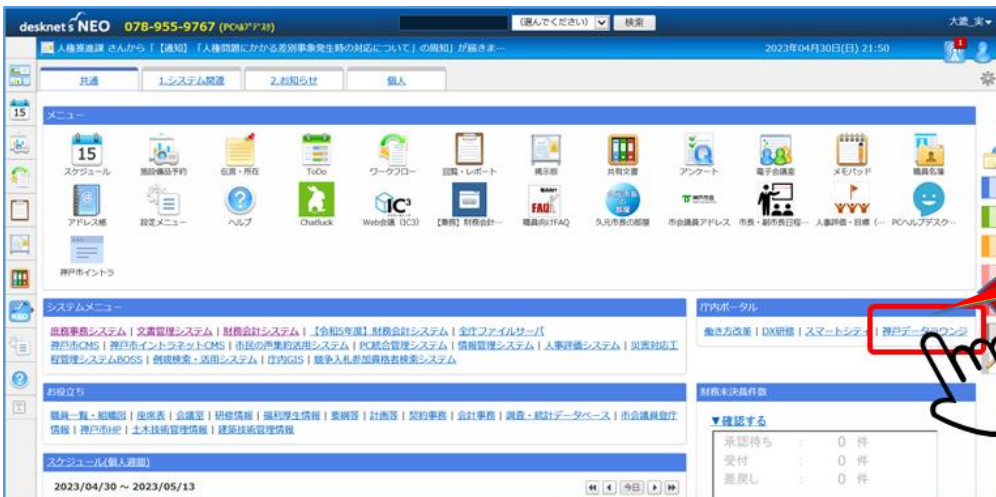 desknet's NEO 078-955-9767 (PCヘルプデスク) (選んでください) 検索 大瀧_実
人権推進課 さんから「【通知】「人権問題にかかる差別事象発生時の対応について」の周知」が届きま… 2023年04月30日(日) 21:50 1
共通 1.システム関連 2.お知らせ 個人
メニュー
15 15
スケジュール 施設備品予約 伝言・所在 ToDo ワークフロー 回覧・レポート 掲示板 共有文書 アンケート 電子会議室 メモパッド 職員名簿
IC³ FAQ
アドレス帳 設定メニュー ヘルプ Chatluck Web会議 (IC3) 【兼務】財務会計… 職員向けFAQ 久元市長の部屋 市会議員アドレス 市長・副市長日程… 人事評価・目標 (… PCヘルプデスク…
神戸市イントラ
システムメニュー
庶務事務システム | 文書管理システム | 財務会計システム | 【令和5年度】財務会計システム | 全庁ファイルサーバ
神戸市CMS | 神戸市イントラネットCMS | 市民の声集約活用システム | PC統合管理システム | 情報管理システム | 人事評価システム | 災害対応工
程管理システムBOSS | 例規検索・活用システム | 庁内GIS | 競争入札参加資格者検索システム
庁内ポータル
働き方改革 | DX研修 | スマートシティ | 神戸データラウンジ
お役立ち
職員一覧・組織図 | 座席表 | 会議室 | 研修情報 | 福利厚生情報 | 要綱等 | 計画等 | 契約事務 | 会計事務 | 調査・統計データベース | 市会議員登庁
情報 | 神戸市HP | 土木技術管理情報 | 建築技術管理情報
財務未決裁件数
▼確認する
承認待ち : 0 件
受付 : 0 件
差戻し : 0 件
スケジュール(個人週間)
2023/04/30 ～ 2023/05/13 今日